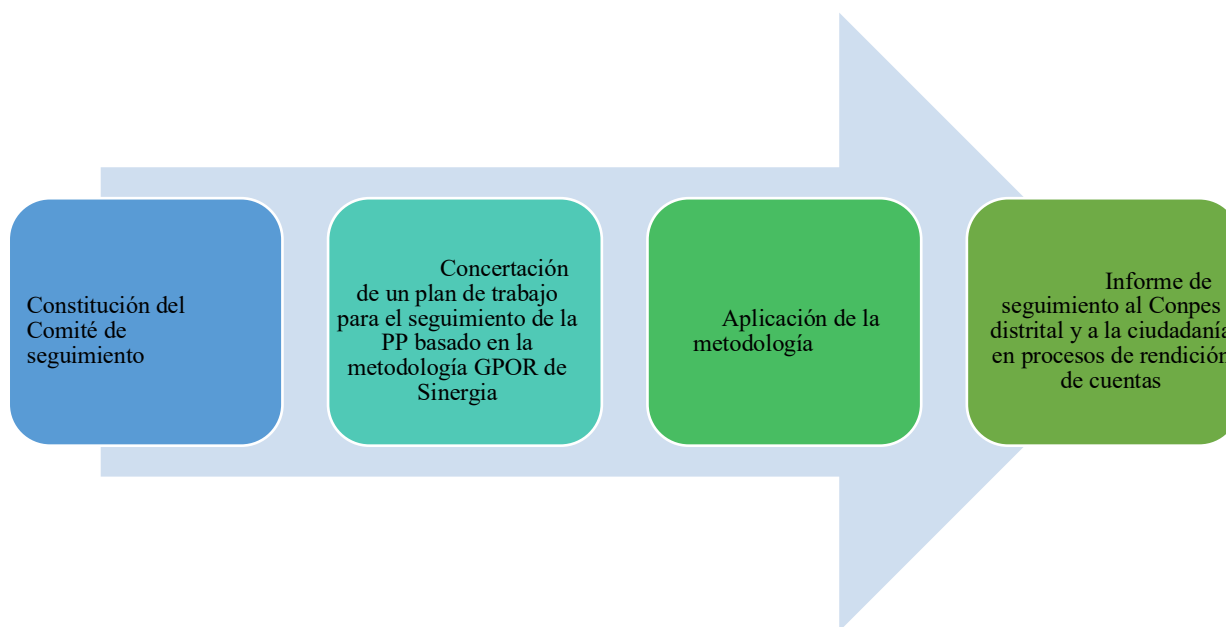 Constitución del
Comité de
seguimiento
Concertación
de un plan de trabajo
para el seguimiento de la
PP basado en la
metodología GPOR de
Sinergia
Aplicación de la
metodología
Informe de
seguimiento al Conpes
distrital y a la ciudadanía
en procesos de rendición
de cuentas